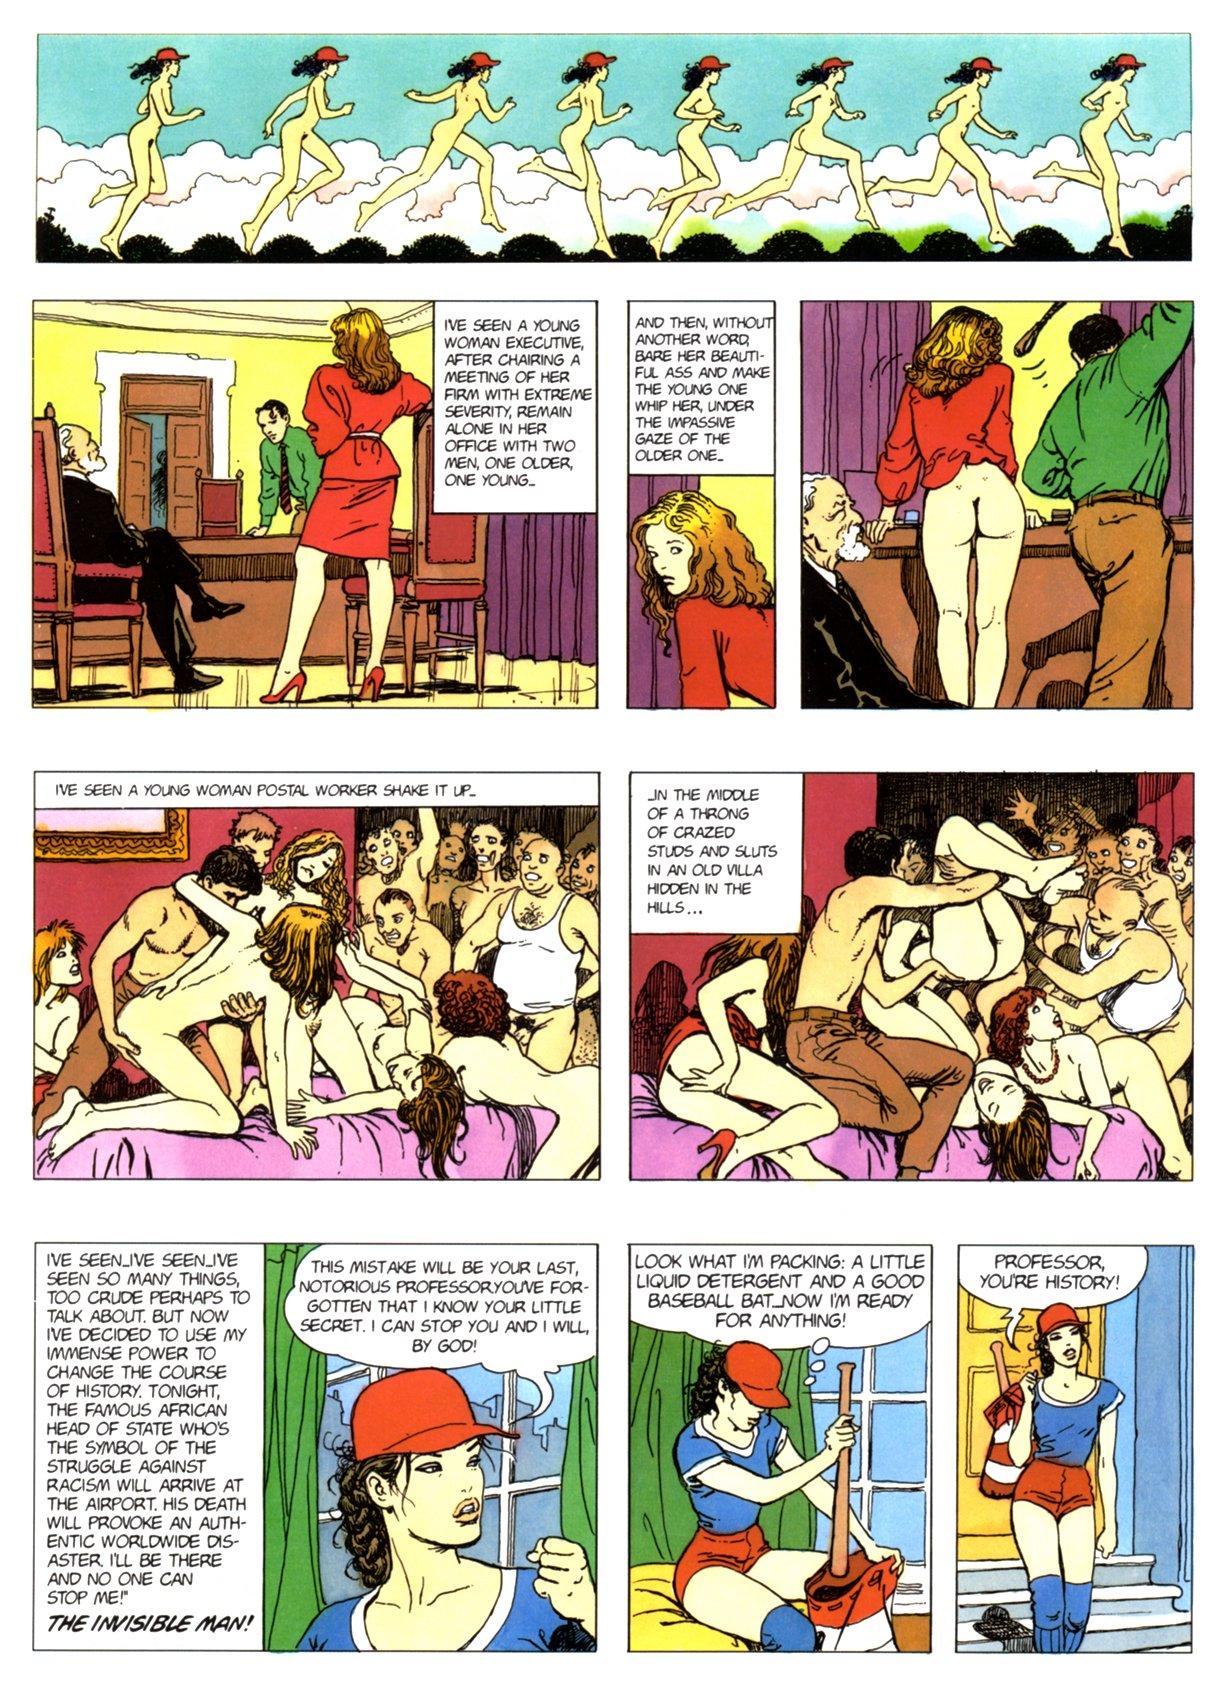 I'VE SEEN A YOUNG
WOMAN EXECUTIVE,
AFTER CHAIRING A
MEETING OF HER
FIRM WITH EXTREME
SEVERITY, REMAIN
ALONE IN HER
OFFICE WITH TWO
MEN, ONE OLDER,
ONE YOUNG...
AND THEN, WITHOUT
ANOTHER WORD,
BARE HER BEAUTI-
FUL ASS AND MAKE
THE YOUNG ONE
WHIP HER, UNDER
THE IMPASSIVE
GAZE OF THE
OLDER ONE...
I'VE SEEN A YOUNG WOMAN POSTAL WORKER SHAKE IT UP...
...IN THE MIDDLE
OF A THRONG
OF CRAZED
STUDS AND SLUTS
IN AN OLD VILLA
HIDDEN IN THE
HILLS...
I'VE SEEN...I'VE SEEN...I'VE
SEEN SO MANY THINGS,
TOO CRUDE PERHAPS TO
TALK ABOUT. BUT NOW
I'VE DECIDED TO USE MY
IMMENSE POWER TO
CHANGE THE COURSE
OF HISTORY. TONIGHT,
THE FAMOUS AFRICAN
HEAD OF STATE WHO'S
THE SYMBOL OF THE
STRUGGLE AGAINST
RACISM WILL ARRIVE AT
THE AIRPORT. HIS DEATH
WILL PROVOKE AN AUTH-
ENTIC WORLDWIDE DIS-
ASTER. I'LL BE THERE
AND NO ONE CAN
STOP ME!"
THE INVISIBLE MAN!
THIS MISTAKE WILL BE YOUR LAST,
NOTORIOUS PROFESSOR.YOU'VE FOR-
GOTTEN THAT I KNOW YOUR LITTLE
SECRET. I CAN STOP YOU AND I WILL,
BY GOD!
LOOK WHAT I'M PACKING: A LITTLE
LIQUID DETERGENT AND A GOOD
BASEBALL BAT...NOW I'M READY
FOR ANYTHING!
PROFESSOR,
YOU'RE HISTORY!